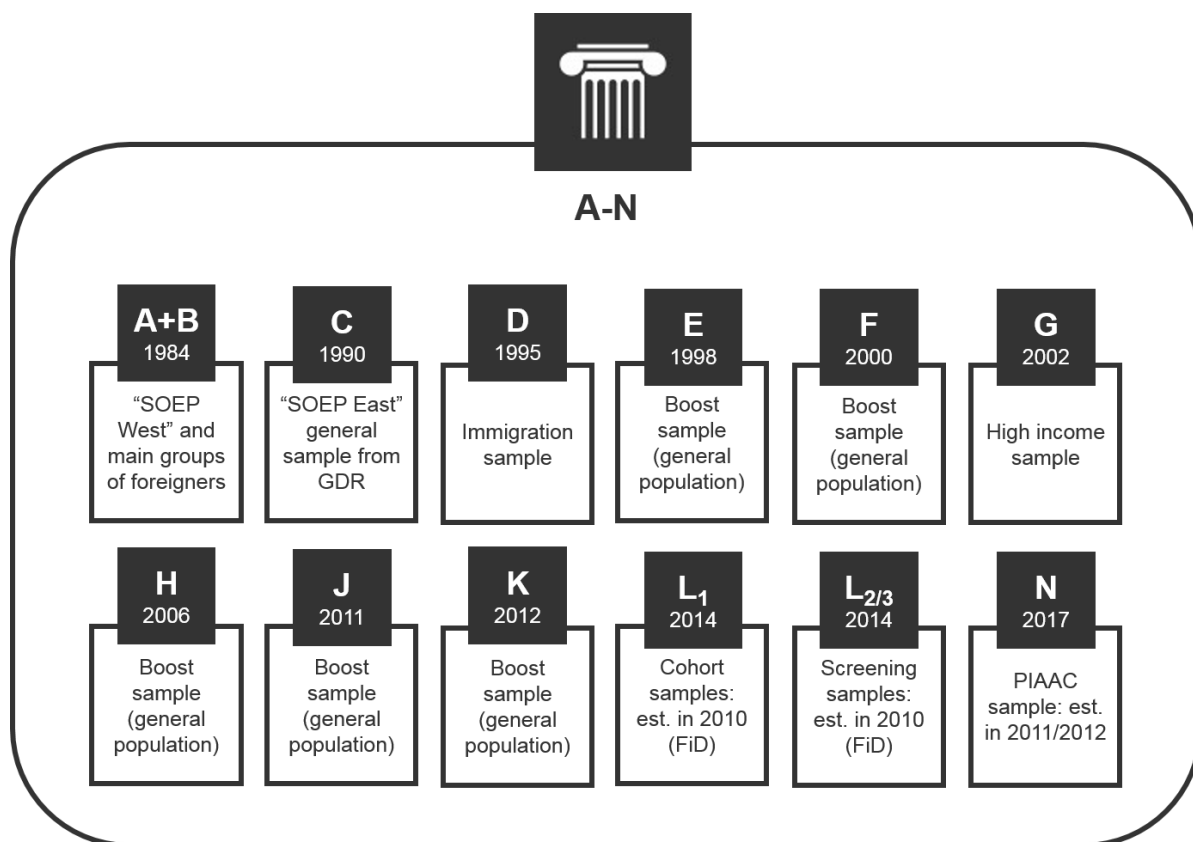 A-N
A+B
1984
“SOEP
West” and
main groups
of foreigners
C
1990
“SOEP East”
general
sample from
GDR
D
1995
Immigration
sample
E
1998
Boost
sample
(general
population)
F
2000
Boost
sample
(general
population)
G
2002
High income
sample
H
2006
Boost
sample
(general
population)
J
2011
Boost
sample
(general
population)
K
2012
Boost
sample
(general
population)
L1
2014
Cohort
samples:
est. in 2010
(FiD)
L2/3
2014
Screening
samples:
est. in 2010
(FiD)
N
2017
PIAAC
sample: est.
in 2011/2012